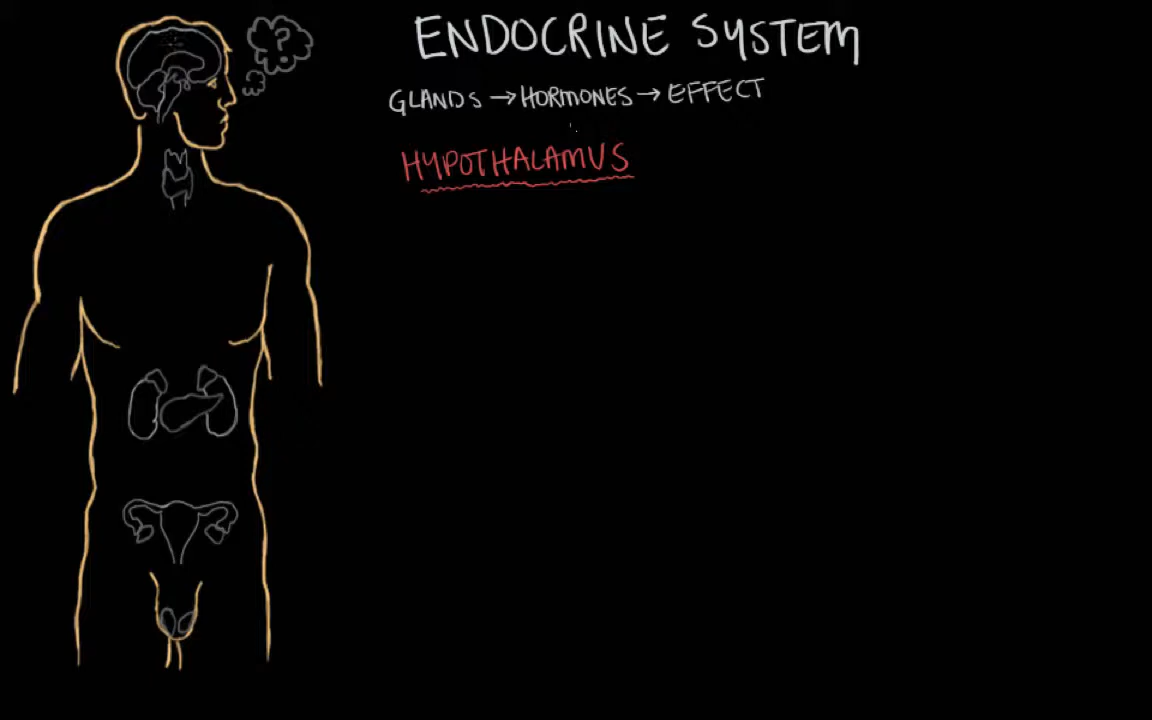 ?
ENDOCRINE SYSTEM
GLANDS → HORMONES → EFFECT
HYPOTHALAMUS